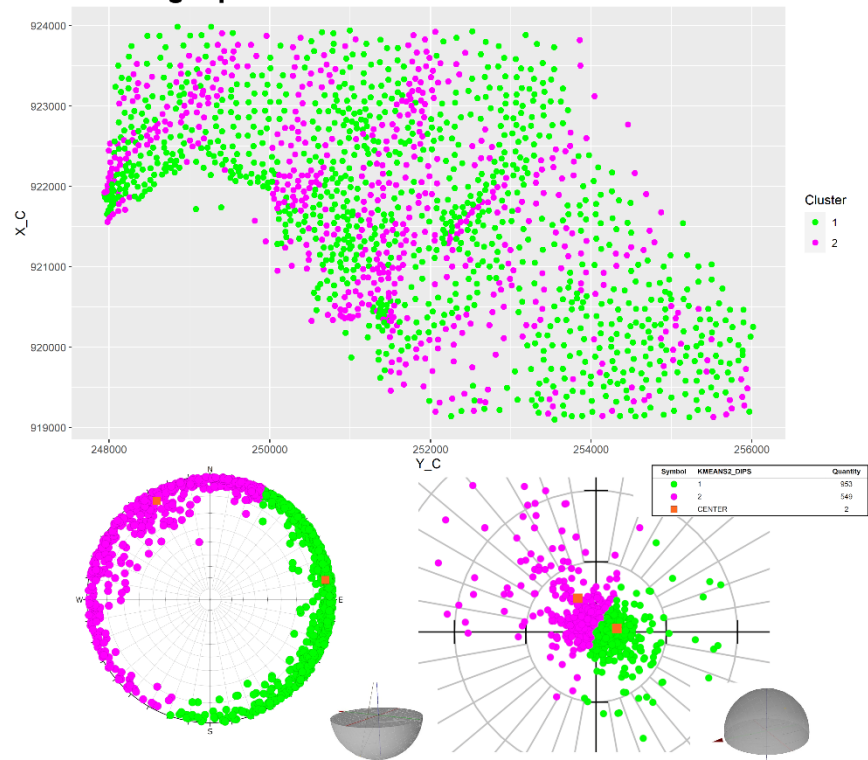 924000
923000
922000
921000
920000
919000
X_C
248000 250000 252000 254000 256000
Y_C
Cluster
1
2
N
W E
S
Symbol KMEANS2_DIPS Quantity
1 953
2 549
CENTER 2